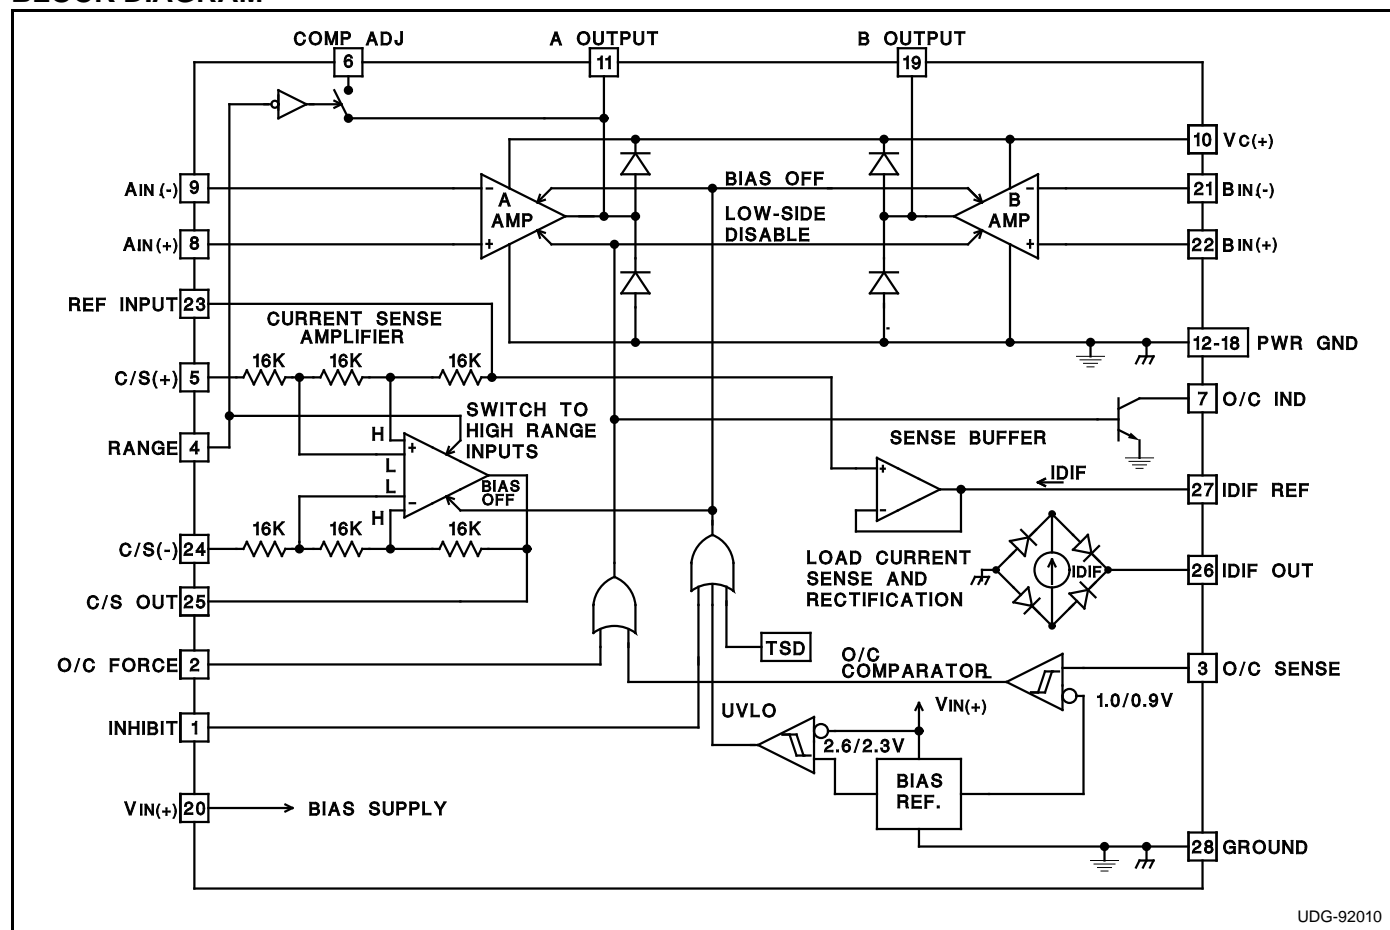 BLOCK DIAGRAM
COMP ADJ
A OUTPUT
B OUTPUT
6
11
19
10
VC(+)
AIN(-)
9
BIAS OFF
21
BIN(-)
A
AMP
B
AMP
LOW-SIDE
DISABLE
AIN(+)
8
22
BIN(+)
REF INPUT
23
CURRENT SENSE
AMPLIFIER
12-18
PWR GND
16K
16K
16K
C/S(+)
5
7
O/C IND
SWITCH TO
HIGH RANGE
INPUTS
SENSE BUFFER
RANGE
4
H
L
L
H
BIAS
OFF
IDIF
27
IDIF REF
16K
16K
16K
C/S(-)
24
LOAD CURRENT
SENSE AND
RECTIFICATION
IDIF
26
IDIF OUT
C/S OUT
25
TSD
O/C FORCE
2
O/C
COMPARATOR
3
O/C SENSE
1.0/0.9V
INHIBIT
1
UVLO
VIN(+)
2.6/2.3V
BIAS
REF.
VIN(+)
20
BIAS SUPPLY
28
GROUND
UDG-92010